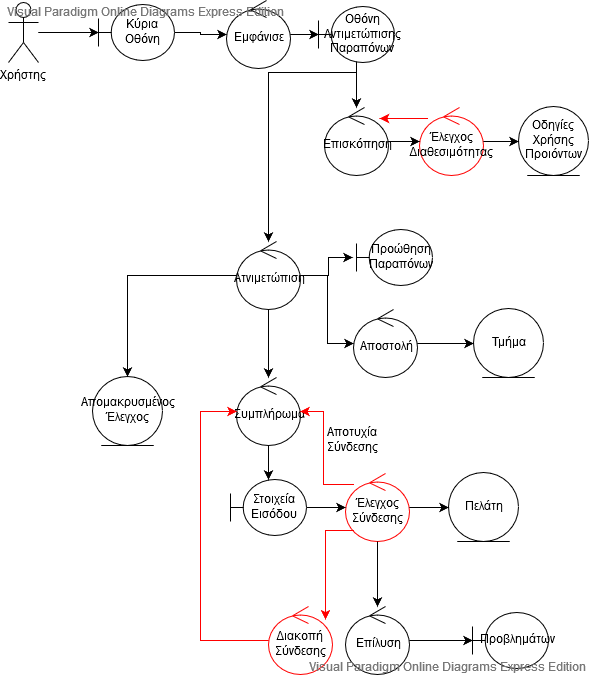 Visual Paradigm Online Diagrams Express Edition
Κύρια
Οθόνη
Εμφάνισε
Οθόνη
Αντιμετώπισης
Παραπόνων
Χρήστης
Επισκόπηση
Έλεγχος
Διαθεσιμότητας
Οδηγίες
Χρήσης
Προιόντων
Ατνιμετώπιση
Προώθηση
Παραπόνων
Αποστολή
Τμήμα
Απομακρυσμένος
Έλεγχος
Συμπλήρωμα
Αποτυχία
Σύνδεσης
Στοιχεία
Εισόδου
Έλεγχος
Σύνδεσης
Πελάτη
Διακοπή
Σύνδεσης
Επίλυση
Προβλημάτων
Visual Paradigm Online Diagrams Express Edition